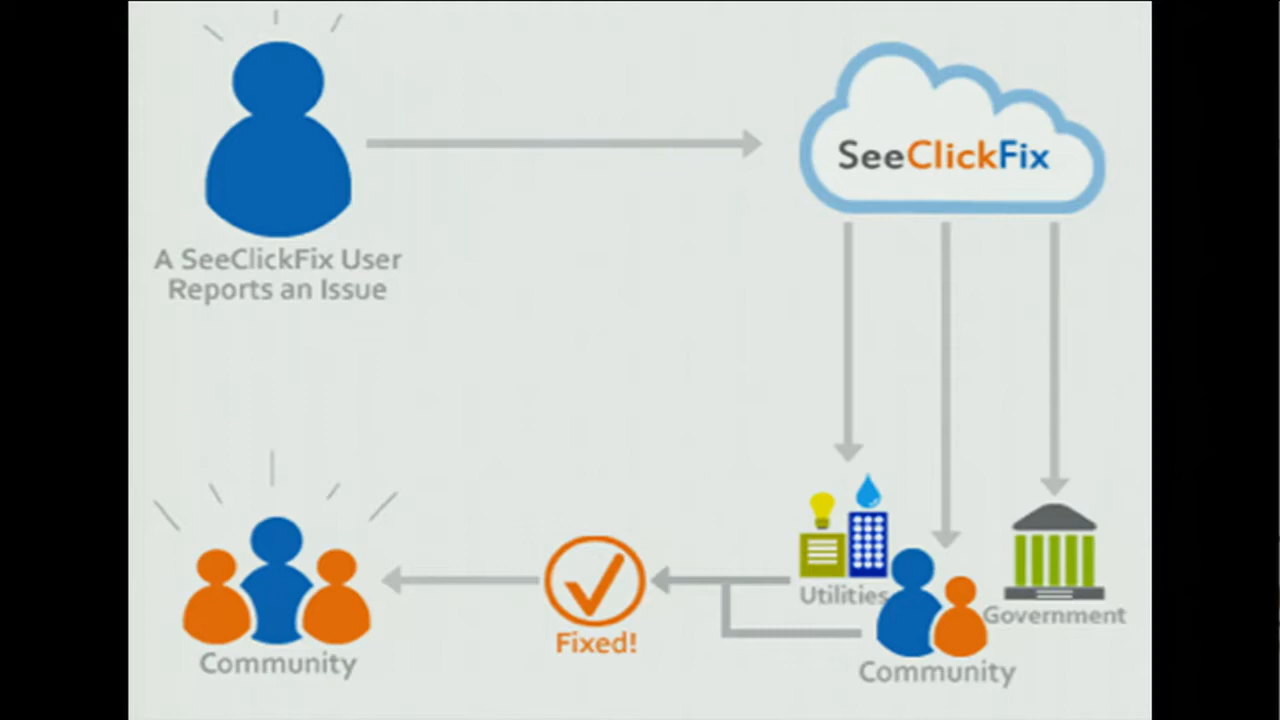 SeeClickFix
A SeeClickFix User
Reports an Issue
Utilities
Government
Fixed!
Community
Community